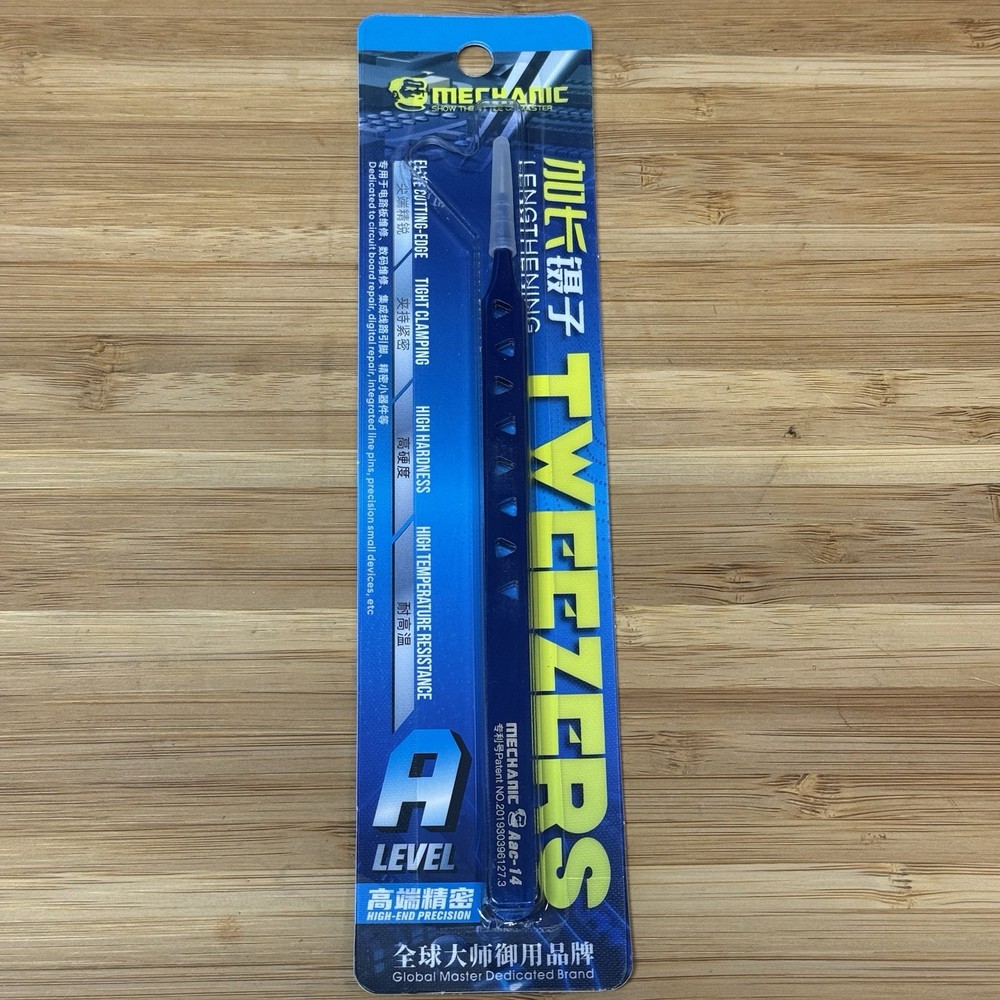 MECHANIC
SHOW THE STYLE OF MASTER
加长镊子
LENGTHENING
TWEEZERS
ELITE CUTTING-EDGE
尖端精锐
TIGHT CLAMPING
夹持紧密
HIGH HARDNESS
高硬度
HIGH TEMPERATURE RESISTANCE
耐高温
专用于电路板维修、数码维修、集成线路引脚、精密小器件等
Dedicated to circuit board repair, digital repair, integrated line pins, precision small devices, etc
MECHANIC Aac-14
专利号Patent NO.201930396127.3
A
LEVEL
高端精密
HIGH-END PRECISION
全球大师御用品牌
Global Master Dedicated Brand